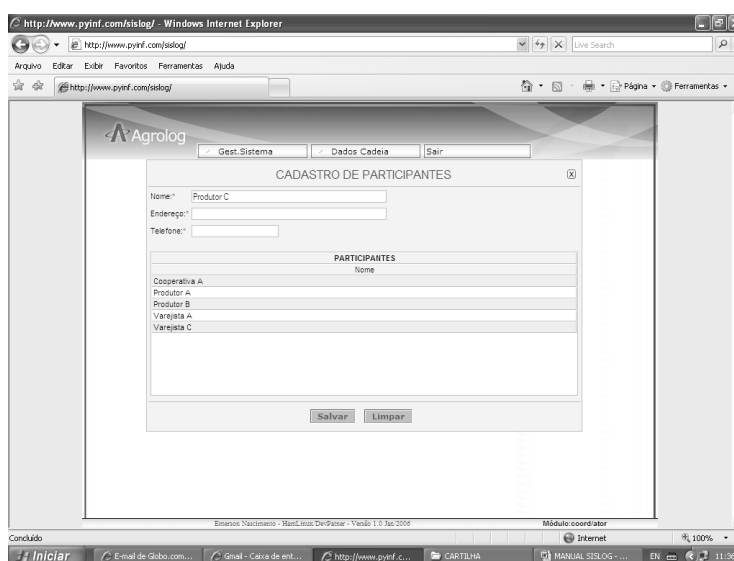 http://www.pyinf.com/sislog/ - Windows Internet Explorer
http://www.pyinf.com/sislog/
Live Search
Arquivo Editar Exibir Favoritos Ferramentas Ajuda
http://www.pyinf.com/sislog/
Página Ferramentas
Agrolog
Gest.Sistema Dados Cadeia Sair
CADASTRO DE PARTICIPANTES
Nome:* Produtor C
Endereço:*
Telefone:*
PARTICIPANTES
Nome
Cooperativa A
Produtor A
Produtor B
Varejista A
Varejista C
Salvar Limpar
Emerson Nascimento - HamLinux/DevPartner - Versão 1.0 Jan/2006 Módulo:coord/ator
Concluído Internet 100%
Iniciar E-mail de Globo.com... Gmail - Caixa de ent... http://www.pyinf.c... CARTILHA MANUAL SISLOG - ... EN 11:36